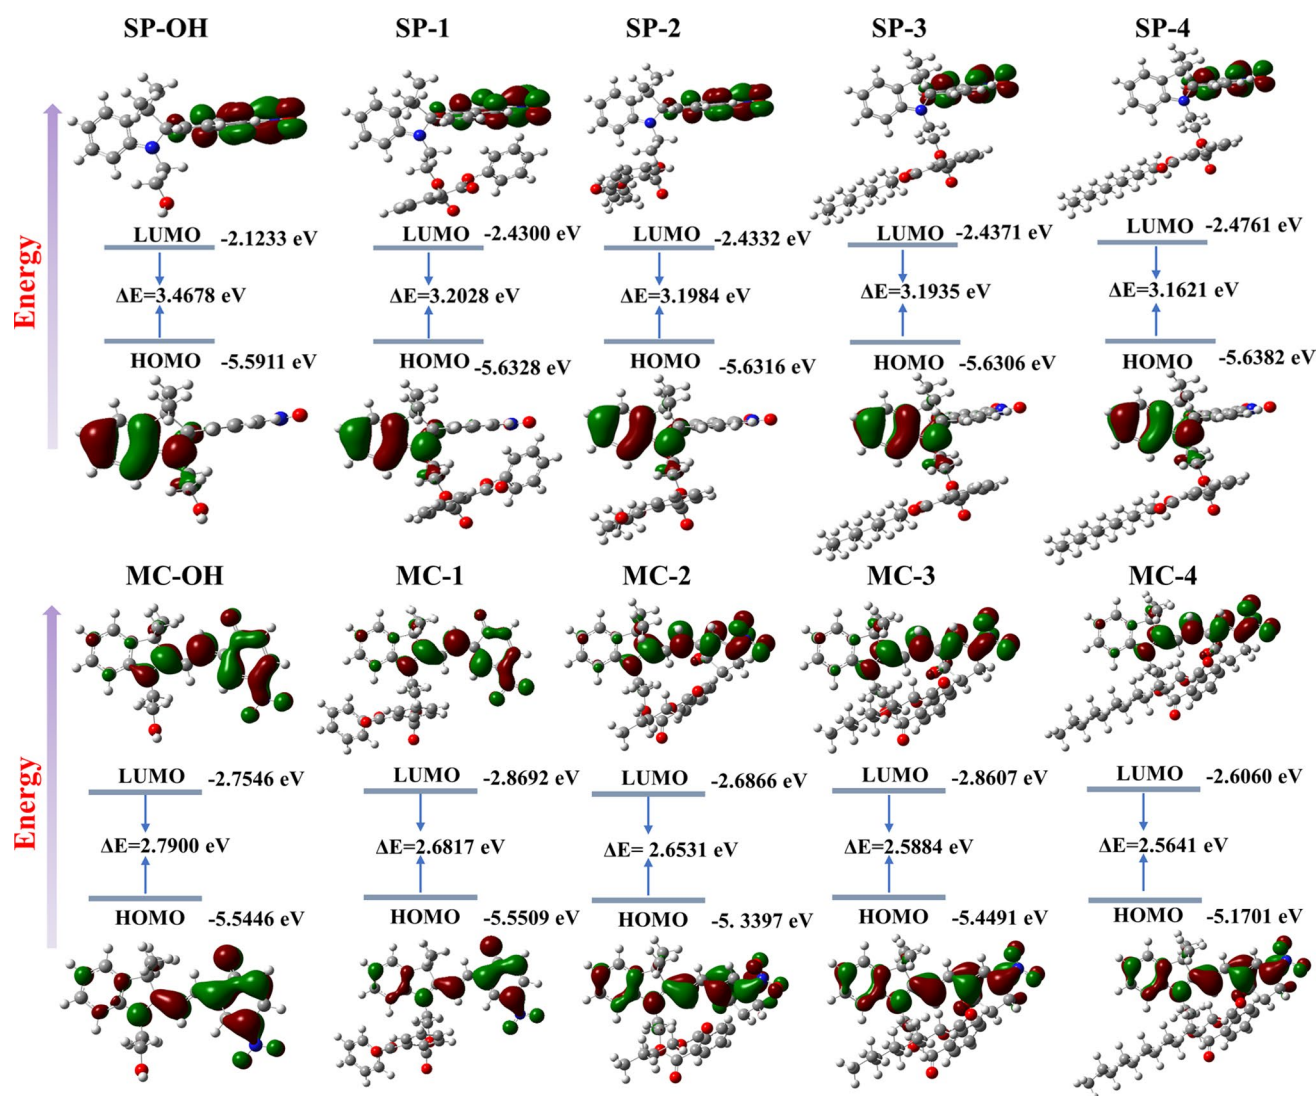 SP-OH SP-1 SP-2 SP-3 SP-4
Energy
LUMO -2.1233 eV LUMO -2.4300 eV LUMO -2.4332 eV LUMO -2.4371 eV LUMO -2.4761 eV
ΔE=3.4678 eV ΔE=3.2028 eV ΔE=3.1984 eV ΔE=3.1935 eV ΔE=3.1621 eV
HOMO -5.5911 eV HOMO -5.6328 eV HOMO -5.6316 eV HOMO -5.6306 eV HOMO -5.6382 eV
MC-OH MC-1 MC-2 MC-3 MC-4
Energy
LUMO -2.7546 eV LUMO -2.8692 eV LUMO -2.6866 eV LUMO -2.8607 eV LUMO -2.6060 eV
ΔE=2.7900 eV ΔE=2.6817 eV ΔE= 2.6531 eV ΔE=2.5884 eV ΔE=2.5641 eV
HOMO -5.5446 eV HOMO -5.5509 eV HOMO -5. 3397 eV HOMO -5.4491 eV HOMO -5.1701 eV